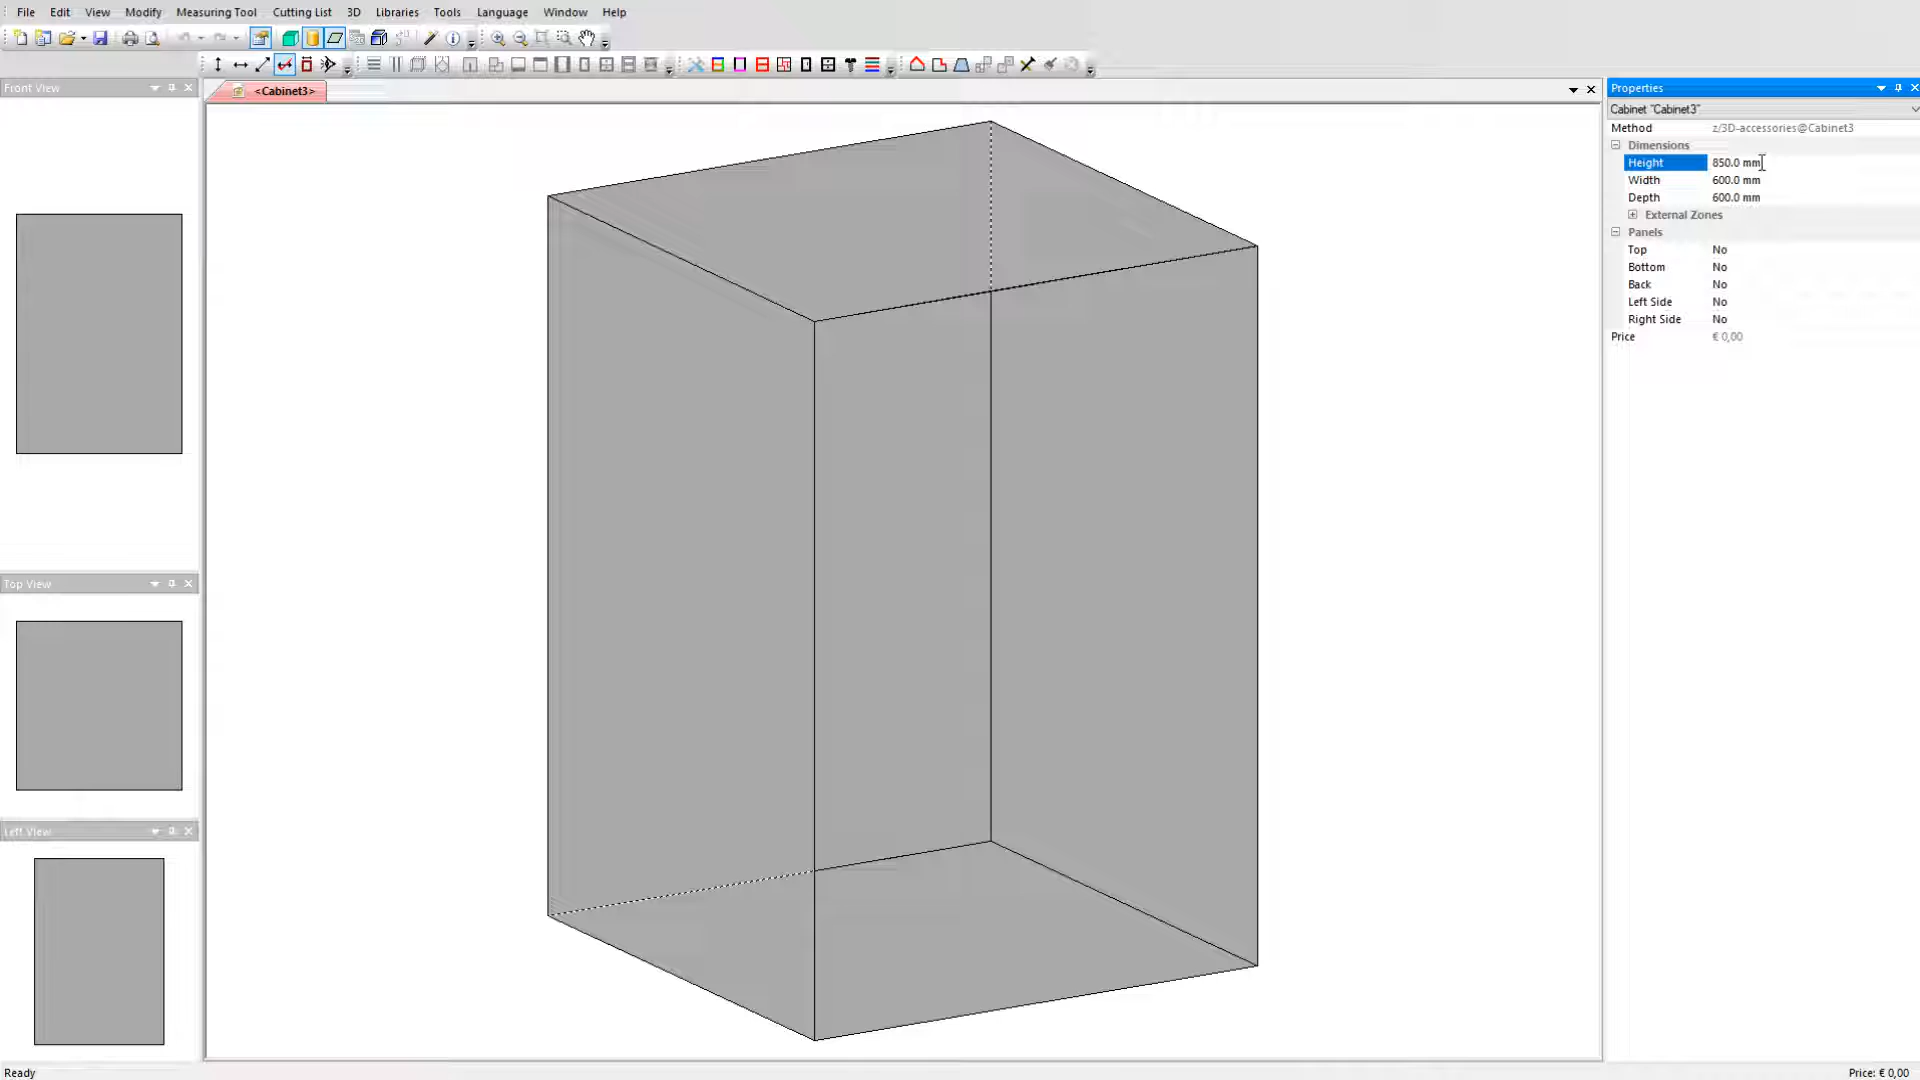 File Edit View Modify Measuring Tool Cutting List 3D Libraries Tools Language Window Help
Front View
<Cabinet3>
Properties
Cabinet "Cabinet3"
Method z/3D-accessories@Cabinet3
Dimensions
Height 850.0 mm
Width 600.0 mm
Depth 600.0 mm
External Zones
Panels
Top No
Bottom No
Back No
Left Side No
Right Side No
Price € 0,00
Top View
Left View
Ready
Price: € 0,00